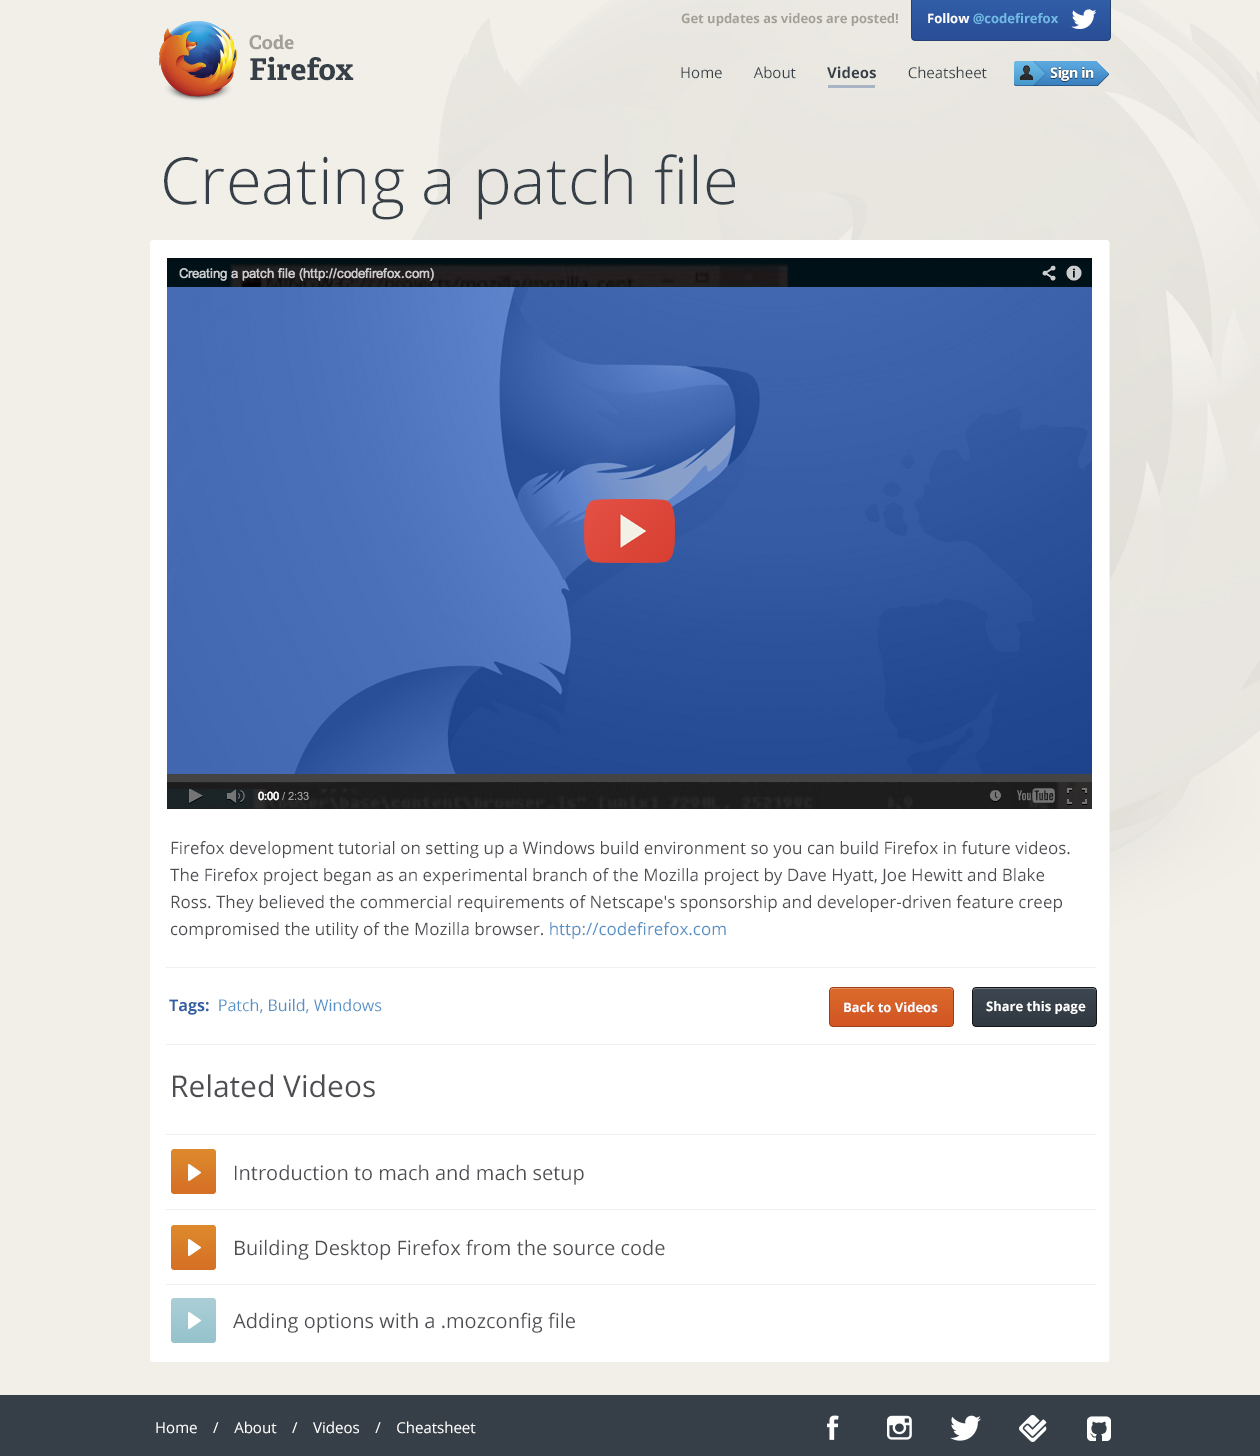 Get updates as videos are posted!
Follow @codefirefox
Code
Firefox
Home
About
Videos
Cheatsheet
Sign in
Creating a patch file
Creating a patch file (http://codefirefox.com)
0:00 / 2:33
YouTube
Firefox development tutorial on setting up a Windows build environment so you can build Firefox in future videos.
The Firefox project began as an experimental branch of the Mozilla project by Dave Hyatt, Joe Hewitt and Blake
Ross. They believed the commercial requirements of Netscape's sponsorship and developer-driven feature creep
compromised the utility of the Mozilla browser. http://codefirefox.com
Tags: Patch, Build, Windows
Back to Videos
Share this page
Related Videos
Introduction to mach and mach setup
Building Desktop Firefox from the source code
Adding options with a .mozconfig file
Home / About / Videos / Cheatsheet